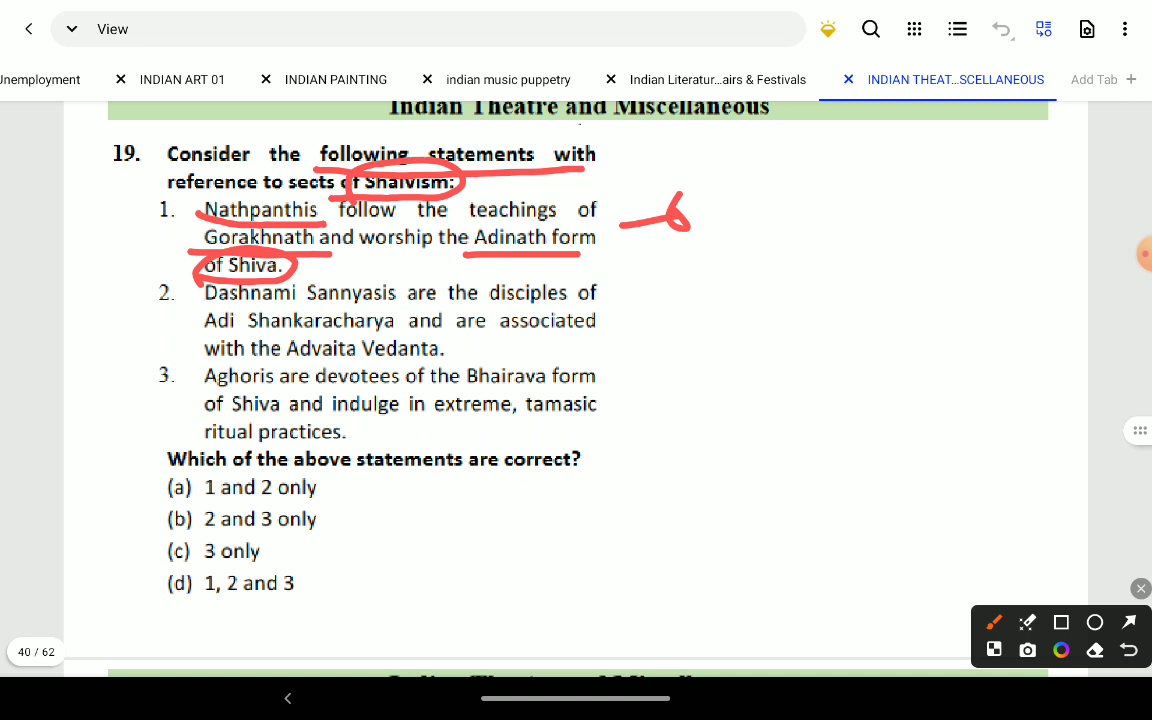 View
Jnemployment
INDIAN ART 01
INDIAN PAINTING
indian music puppetry
Indian Literatur...airs & Festivals
INDIAN THEAT...SCELLANEOUS
Add Tab +
Indian Theatre and Miscellaneous
19. Consider the following statements with
reference to sects of Shaivism:
1. Nathpanthis follow the teachings of
Gorakhnath and worship the Adinath form
of Shiva.
2. Dashnami Sannyasis are the disciples of
Adi Shankaracharya and are associated
with the Advaita Vedanta.
3. Aghoris are devotees of the Bhairava form
of Shiva and indulge in extreme, tamasic
ritual practices.
Which of the above statements are correct?
(a) 1 and 2 only
(b) 2 and 3 only
(c) 3 only
(d) 1, 2 and 3
40 / 62